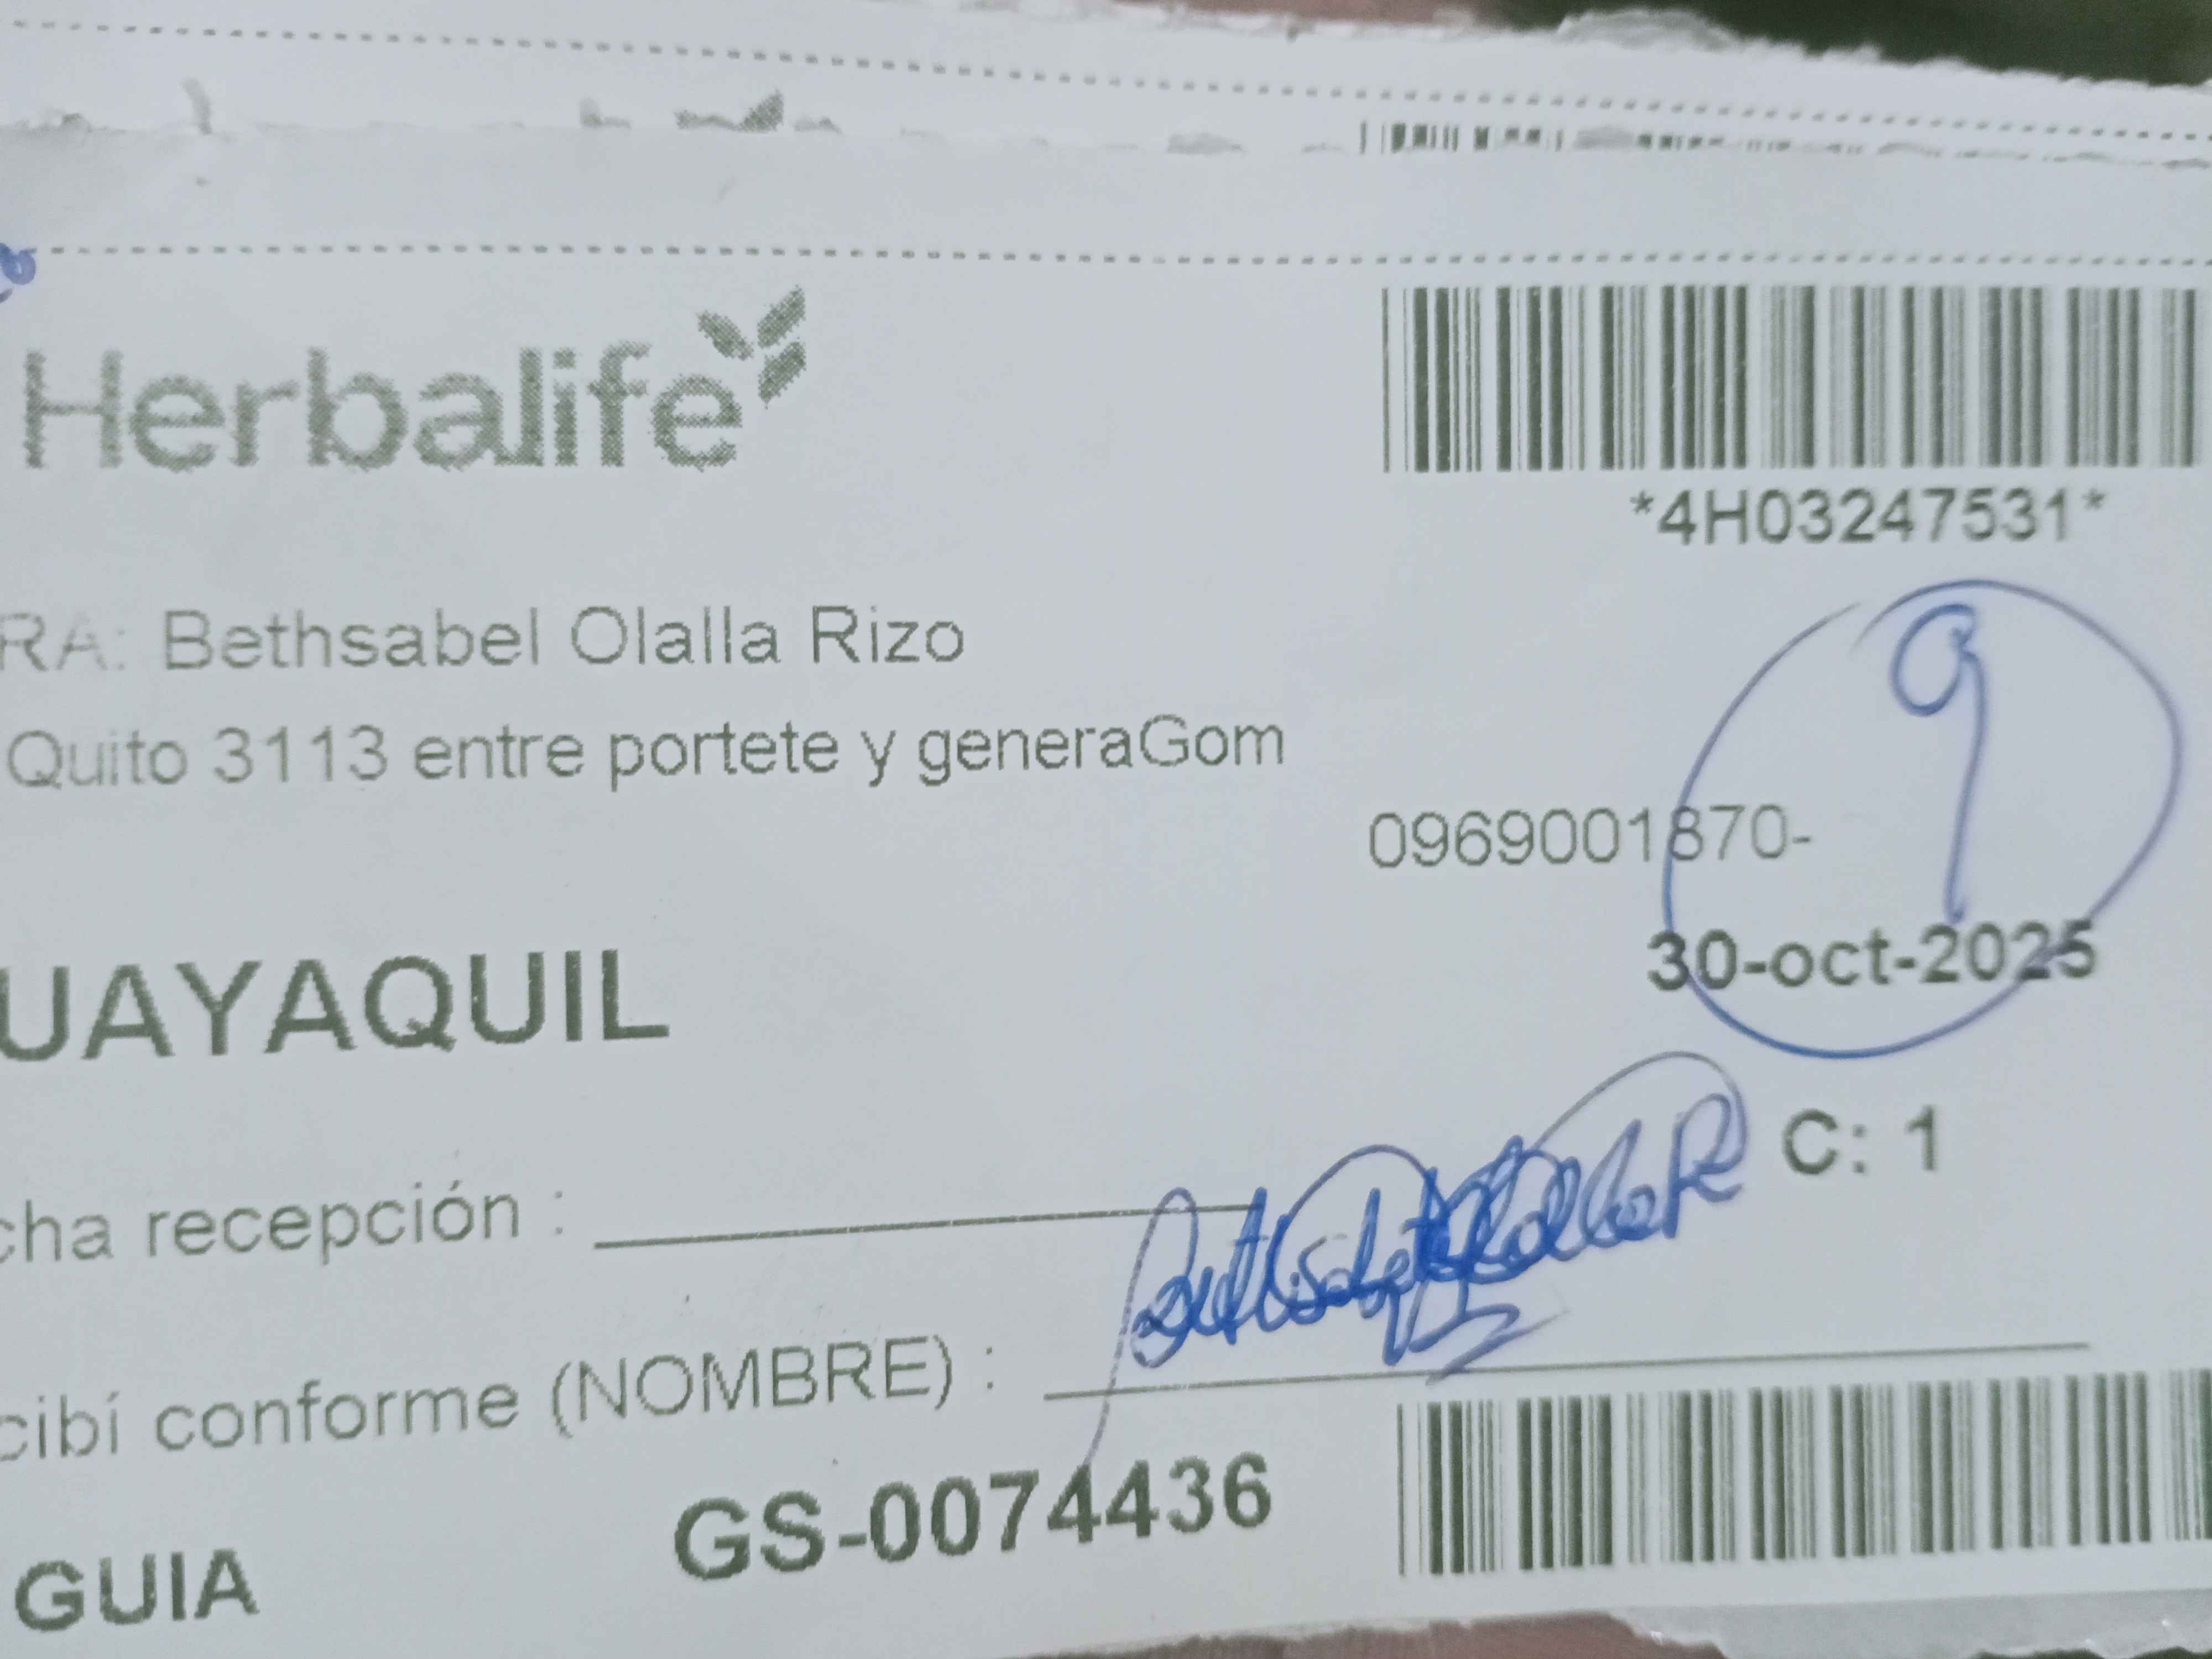 Herbalife
*4H03247531*
RA: Bethsabel Olalla Rizo
Quito 3113 entre portete y generaGom
9
0969001870-
30-oct-2025
UAYAQUIL
C: 1
cha recepción :
cibí conforme (NOMBRE) :
GS-0074436
GUIA